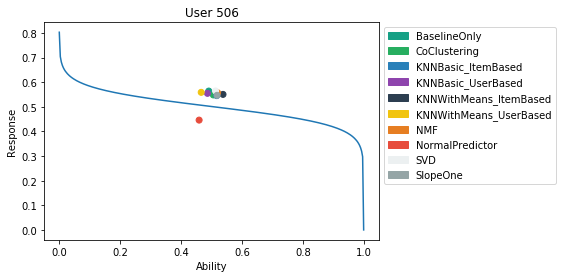 User 506
Response
0.8
0.7
0.6
0.5
0.4
0.3
0.2
0.1
0.0
0.0
0.2
0.4
0.6
0.8
1.0
Ability
BaselineOnly
CoClustering
KNNBasic_ItemBased
KNNBasic_UserBased
KNNWithMeans_ItemBased
KNNWithMeans_UserBased
NMF
NormalPredictor
SVD
SlopeOne